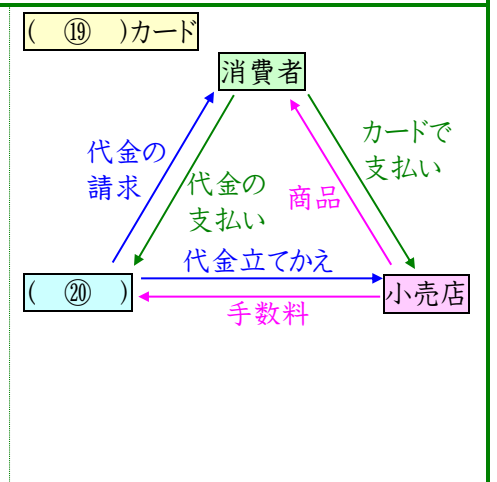 ( ⑲ )カード
消費者
代金の
請求
代金の
支払い
商品
カードで
支払い
代金立てかえ
( ⑳ )
小売店
手数料